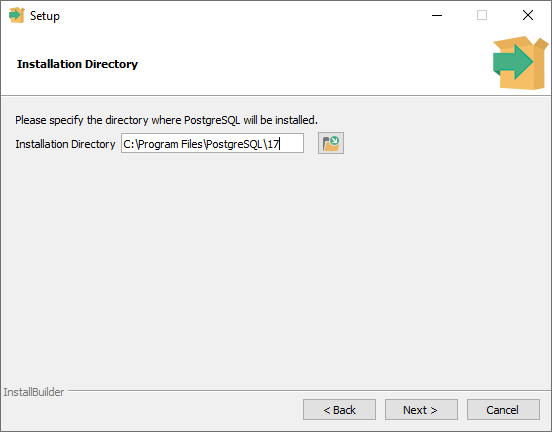 Setup
Installation Directory
Please specify the directory where PostgreSQL will be installed.
Installation Directory C:\Program Files\PostgreSQL\17
InstallBuilder
< Back Next > Cancel